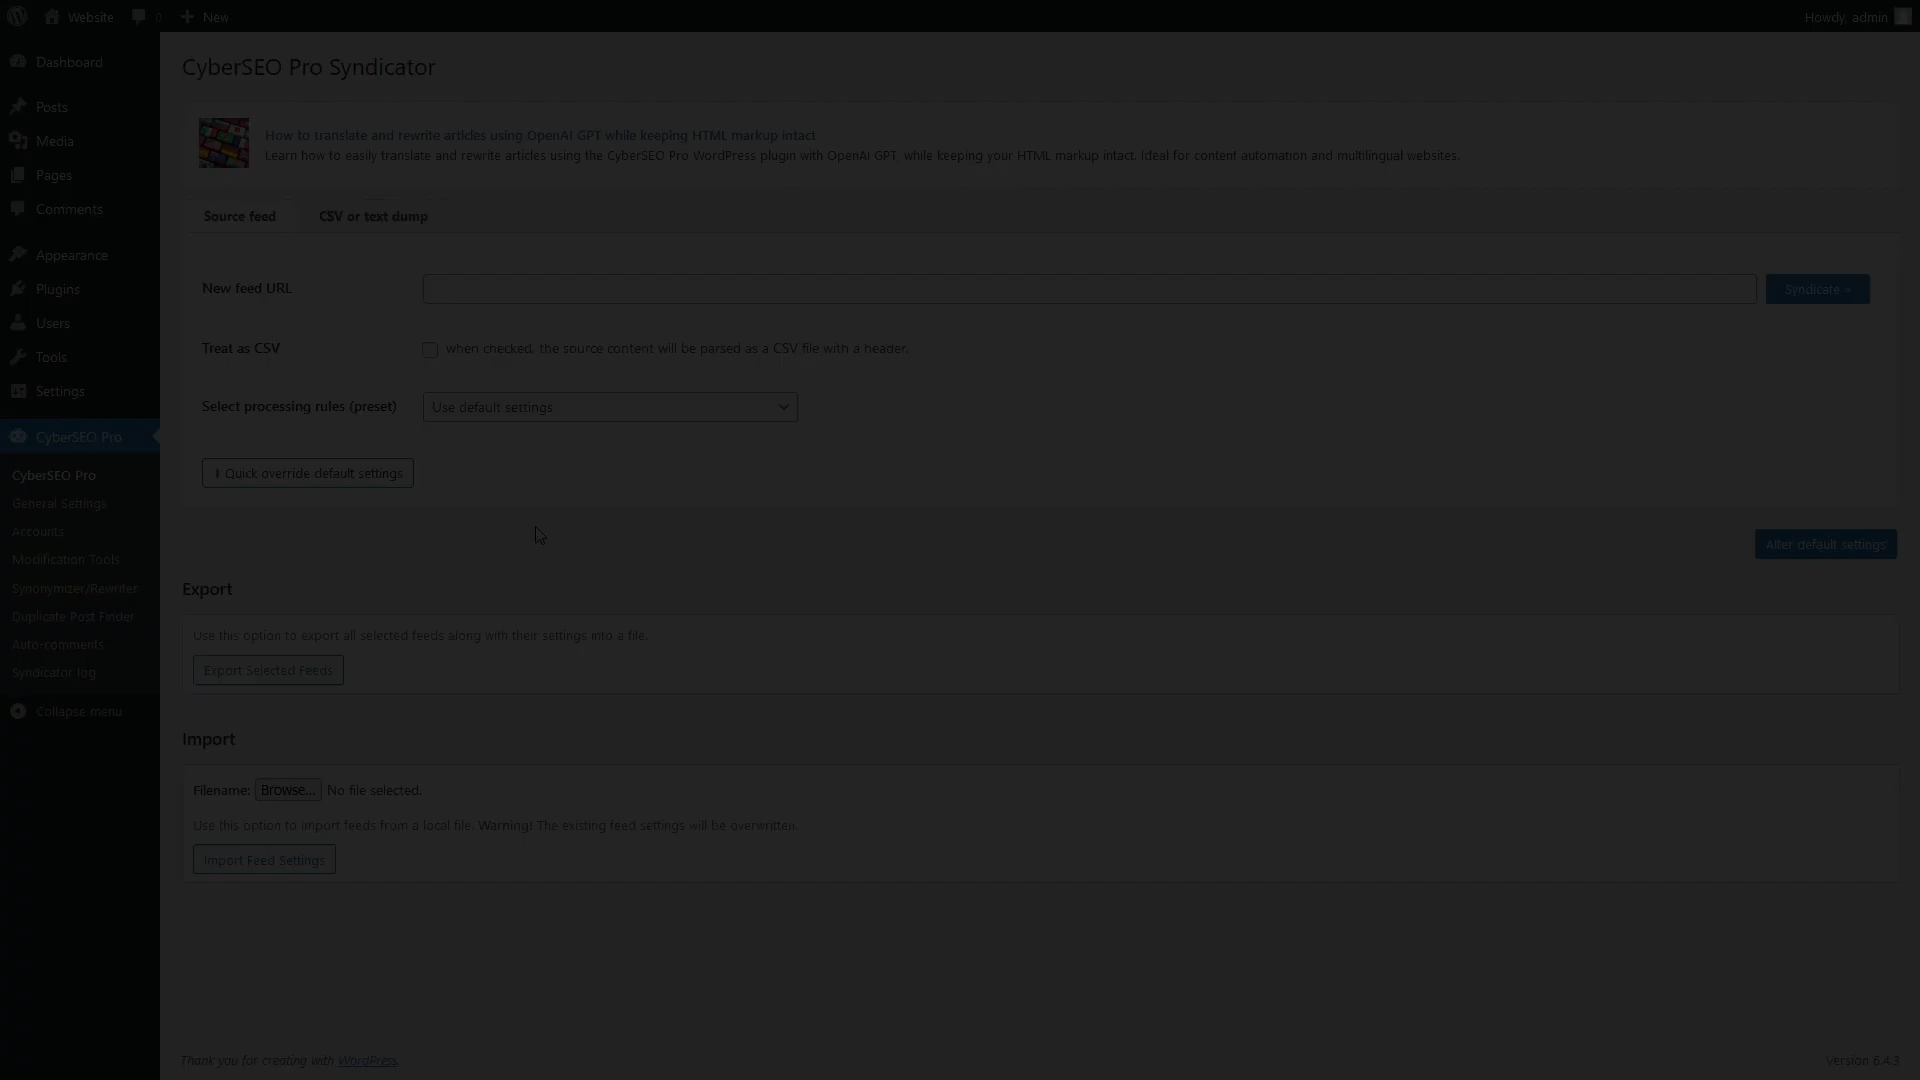 Website 0 New Howdy, admin
Dashboard
Posts
Media
Pages
Comments
Appearance
Plugins
Users
Tools
Settings
CyberSEO Pro
CyberSEO Pro
General Settings
Accounts
Modification Tools
Synonymizer/Rewriter
Duplicate Post Finder
Auto-comments
Syndicator log
Collapse menu
CyberSEO Pro Syndicator
How to translate and rewrite articles using OpenAI GPT while keeping HTML markup intact
Learn how to easily translate and rewrite articles using the CyberSEO Pro WordPress plugin with OpenAI GPT, while keeping your HTML markup intact. Ideal for content automation and multilingual websites.
Source feed CSV or text dump
New feed URL Syndicate »
Treat as CSV when checked, the source content will be parsed as a CSV file with a header.
Select processing rules (preset) Use default settings
Quick override default settings
Alter default settings
Export
Use this option to export all selected feeds along with their settings into a file.
Export Selected Feeds
Import
Filename: Browse... No file selected.
Use this option to import feeds from a local file. Warning! The existing feed settings will be overwritten.
Import Feed Settings
Thank you for creating with WordPress.
Version 6.4.3